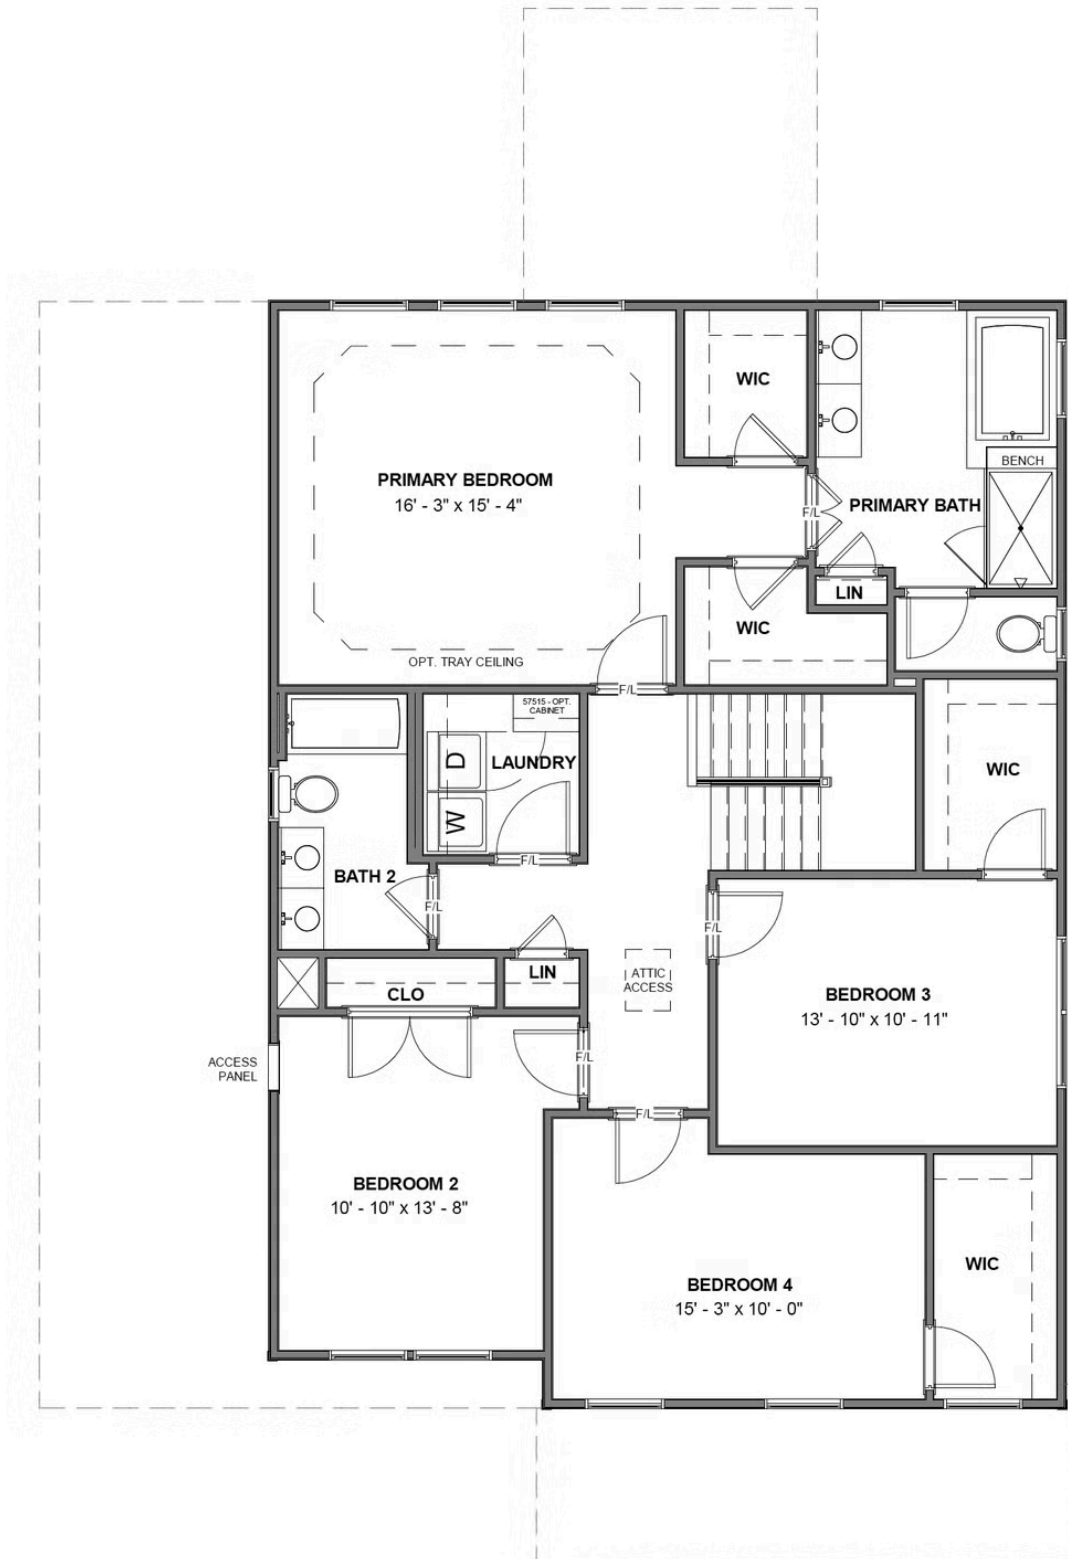 WIC
BENCH
PRIMARY BEDROOM
16' - 3" x 15' - 4"
PRIMARY BATH
F/L
LIN
WIC
OPT. TRAY CEILING
F/L
57515 - OPT.
CABINET
D
LAUNDRY
WIC
W
F/L
BATH 2
F/L
F/L
LIN
ATTIC
ACCESS
CLO
BEDROOM 3
13' - 10" x 10' - 11"
F/L
ACCESS
PANEL
F/L
BEDROOM 2
10' - 10" x 13' - 8"
WIC
BEDROOM 4
15' - 3" x 10' - 0"